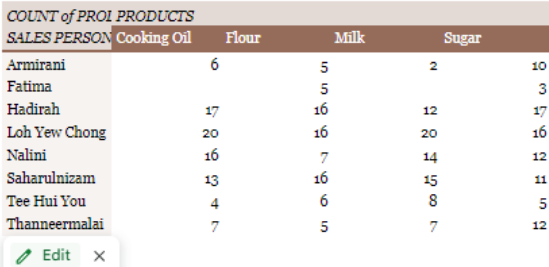 COUNT of PROI PRODUCTS
SALES PERSON Cooking Oil Flour Milk Sugar
Armirani 6 5 2 10
Fatima 5 3
Hadirah 17 16 12 17
Loh Yew Chong 20 16 20 16
Nalini 16 7 14 12
Saharulnizam 13 16 15 11
Tee Hui You 4 6 8 5
Thanneermalai 7 5 7 12
Edit